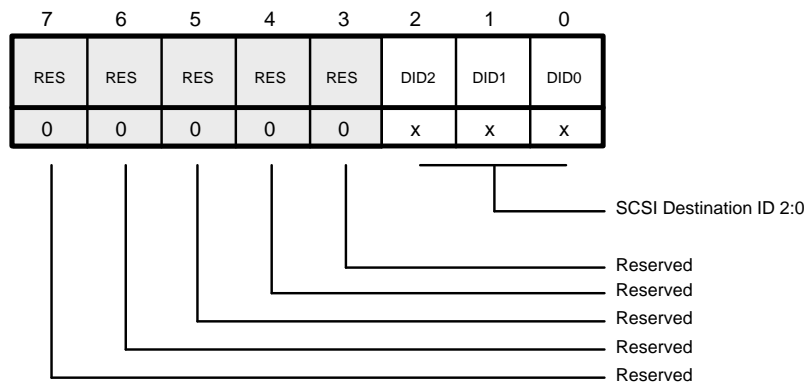 7 6 5 4 3 2 1 0
RES RES RES RES RES DID2 DID1 DID0
0 0 0 0 0 x x x
SCSI Destination ID 2:0
Reserved
Reserved
Reserved
Reserved
Reserved